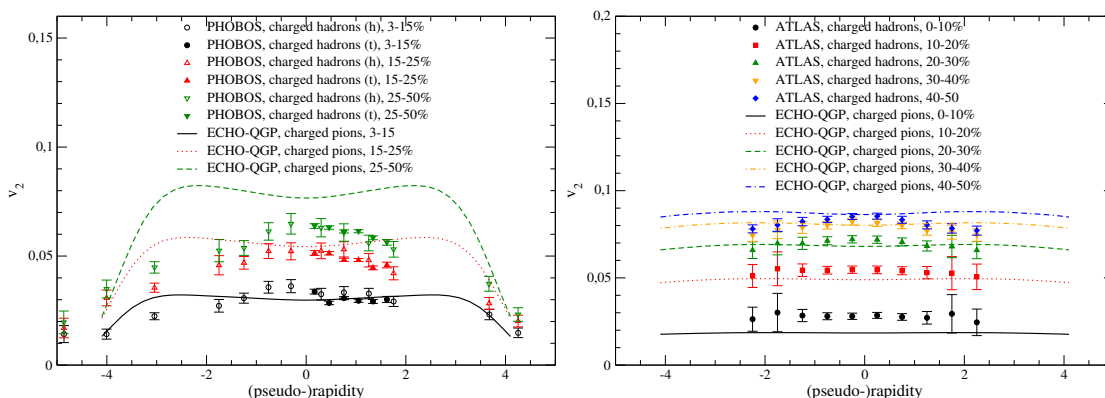 0,15
0,1
0,05
0
v2
-4 -2 0 2 4
(pseudo-)rapidity
PHOBOS, charged hadrons (h), 3-15%
PHOBOS, charged hadrons (t), 3-15%
PHOBOS, charged hadrons (h), 15-25%
PHOBOS, charged hadrons (t), 15-25%
PHOBOS, charged hadrons (h), 25-50%
PHOBOS, charged hadrons (t), 25-50%
ECHO-QGP, charged pions, 3-15
ECHO-QGP, charged pions, 15-25%
ECHO-QGP, charged pions, 25-50%
0,2
0,15
0,1
0,05
0
v2
-4 -2 0 2 4
(pseudo-)rapidity
ATLAS, charged hadrons, 0-10%
ATLAS, charged hadrons, 10-20%
ATLAS, charged hadrons, 20-30%
ATLAS, charged hadrons, 30-40%
ATLAS, charged hadrons, 40-50
ECHO-QGP, charged pions, 0-10%
ECHO-QGP, charged pions, 10-20%
ECHO-QGP, charged pions, 20-30%
ECHO-QGP, charged pions, 30-40%
ECHO-QGP, charged pions, 40-50%